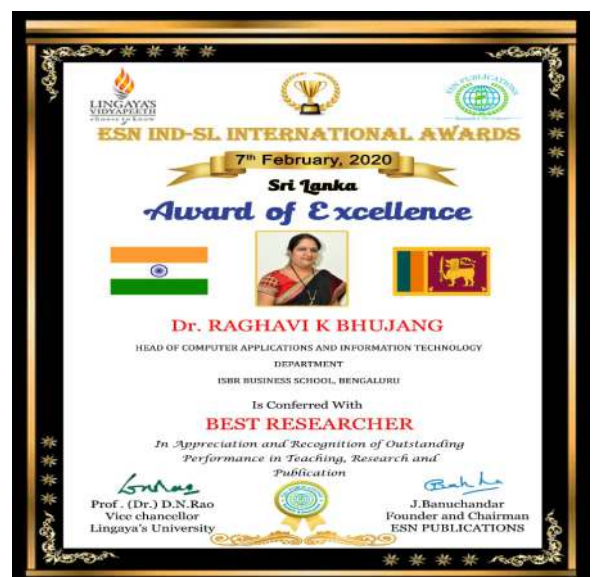 LINGAYA'S
VIDYAPEETH
ESN PUBLICATIONS
ESN IND-SL INTERNATIONAL AWARDS
7th February, 2020
Sri Lanka
Award of Excellence
Dr. RAGHAVI K BHUJANG
HEAD OF COMPUTER APPLICATIONS AND INFORMATION TECHNOLOGY
DEPARTMENT
ISBR BUSINESS SCHOOL, BENGALURU
Is Conferred With
BEST RESEARCHER
In Appreciation and Recognition of Outstanding
Performance in Teaching, Research and
Publication
Prof . (Dr.) D.N.Rao
Vice chancellor
Lingaya's University
J.Banuchandar
Founder and Chairman
ESN PUBLICATIONS